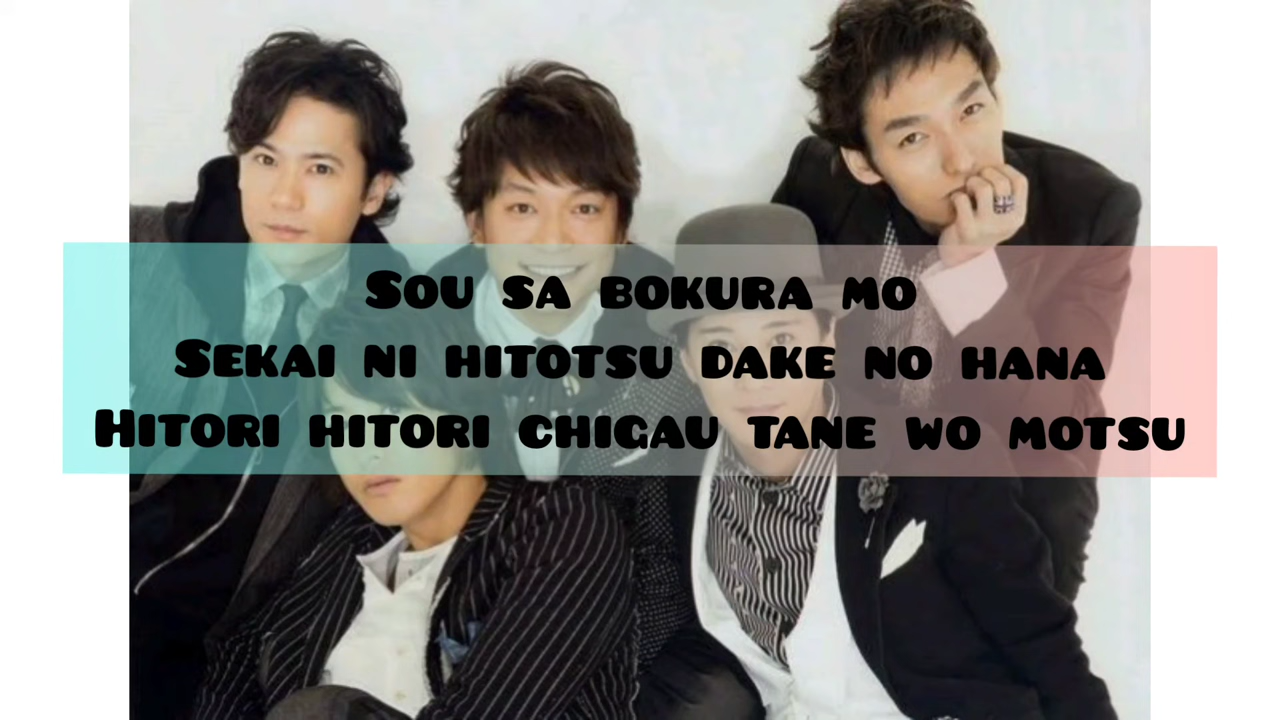 Sou sa bokura mo
Sekai ni hitotsu dake no hana
Hitori hitori chigau tane wo motsu